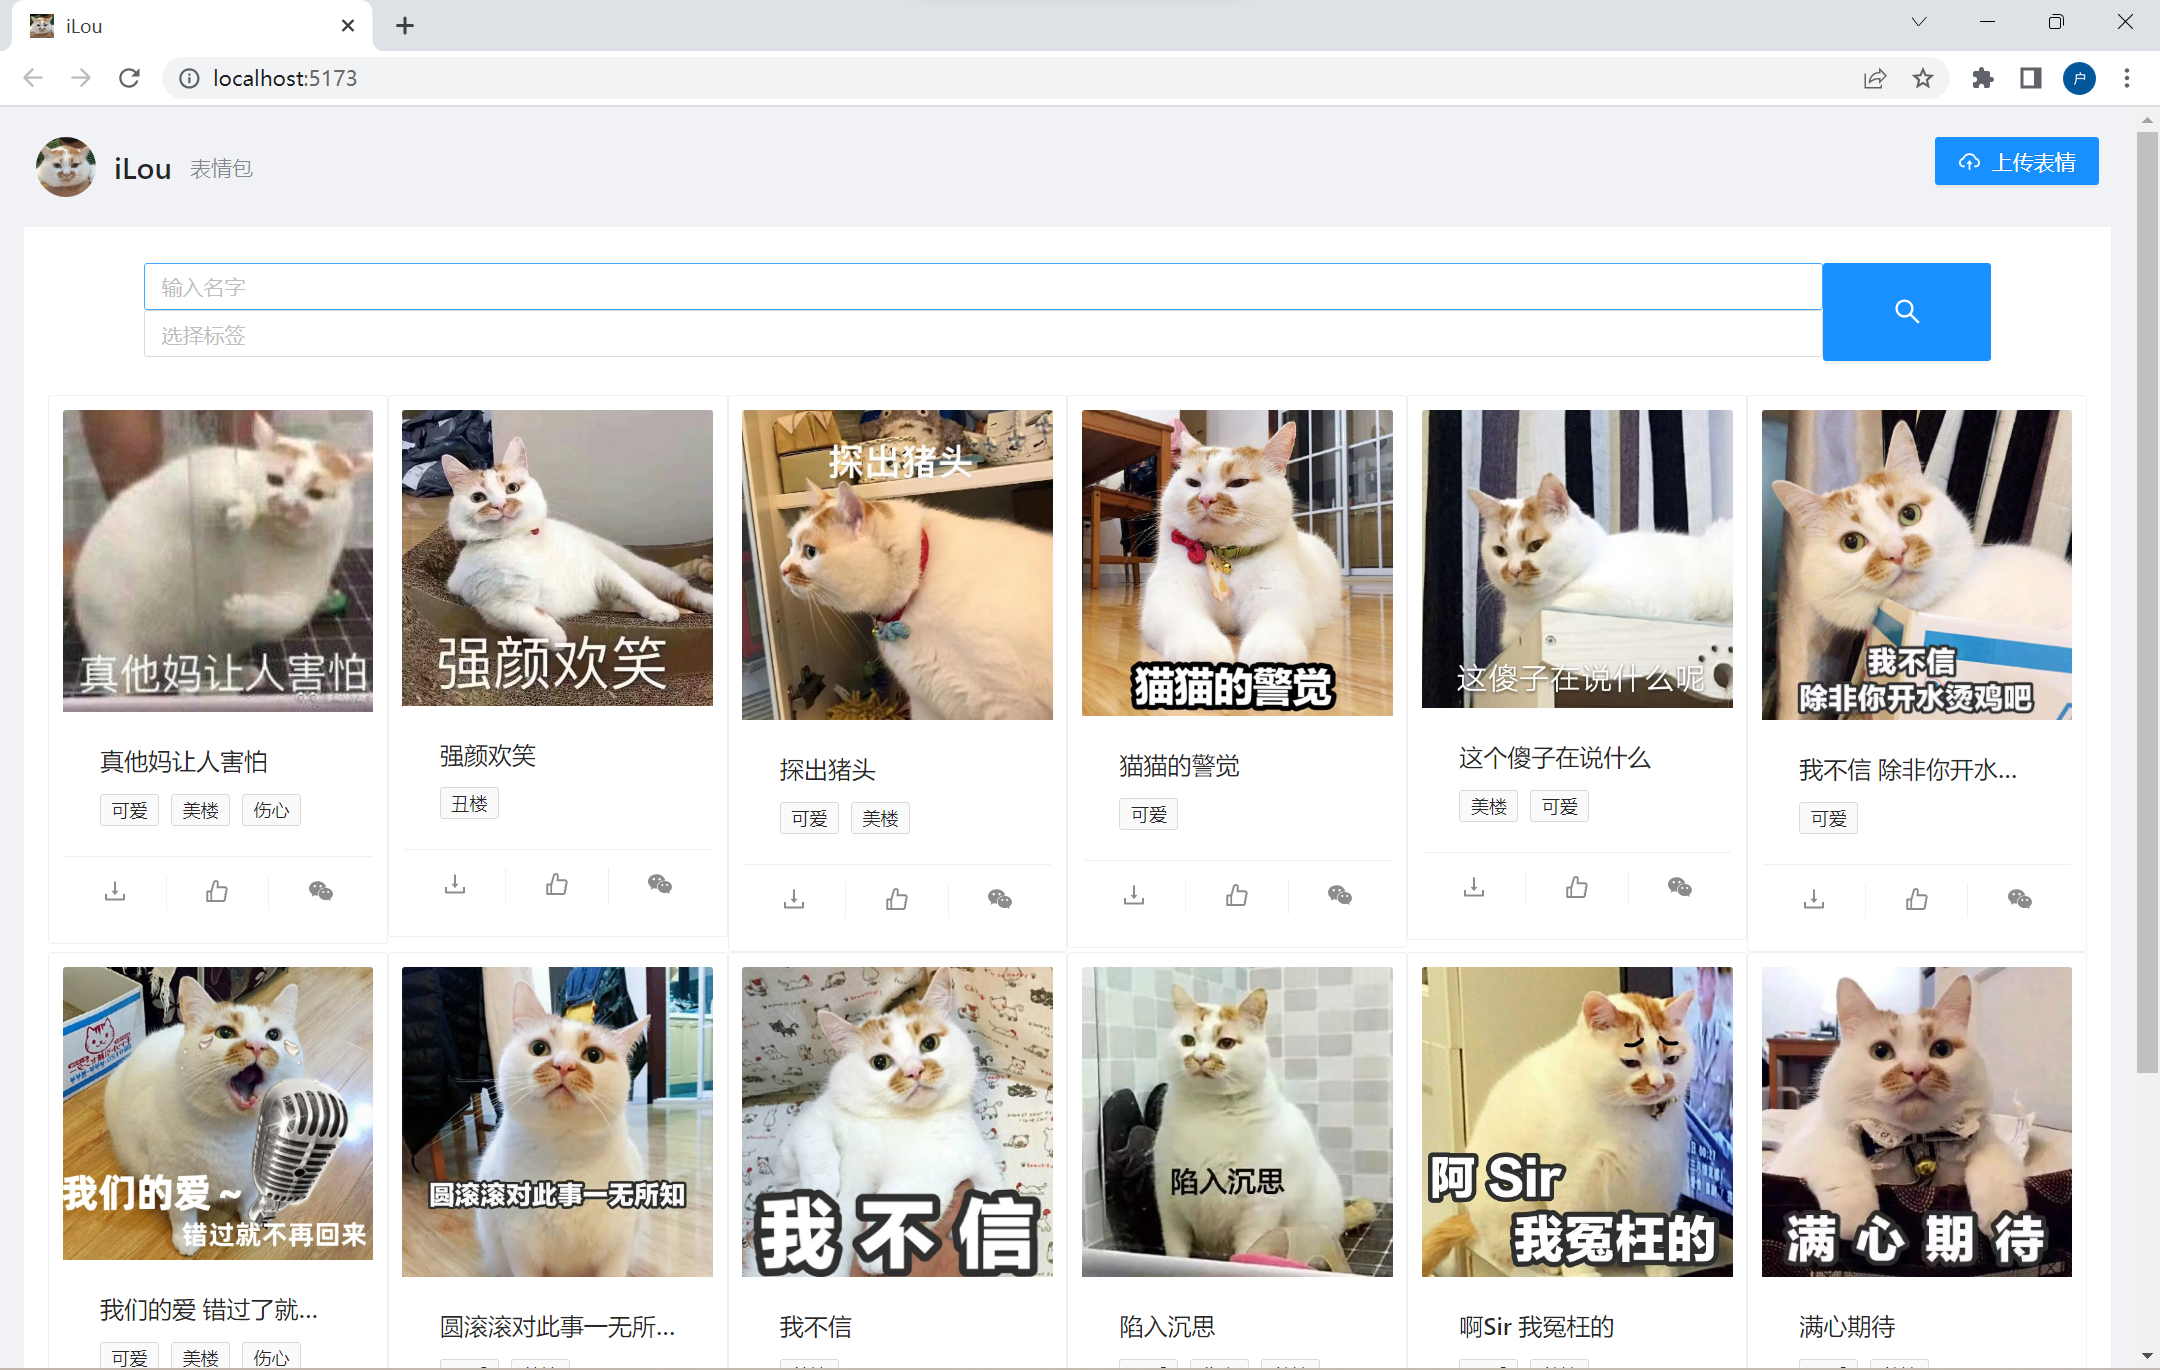 iLou
localhost:5173
户
iLou 表情包
上传表情
输入名字
选择标签
真他妈让人害怕
强颜欢笑
探出猪头
猫猫的警觉
这傻子在说什么呢
我不信
除非你开水烫鸡吧
真他妈让人害怕
可爱 美楼 伤心
强颜欢笑
丑楼
探出猪头
可爱 美楼
猫猫的警觉
可爱
这个傻子在说什么
美楼 可爱
我不信 除非你开水...
可爱
我们的爱~
错过就不再回来
圆滚滚对此事一无所知
我不信
陷入沉思
阿 Sir
我冤枉的
满心期待
我们的爱 错过了就...
可爱 美楼 伤心
圆滚滚对此事一无所...
我不信
陷入沉思
啊Sir 我冤枉的
满心期待